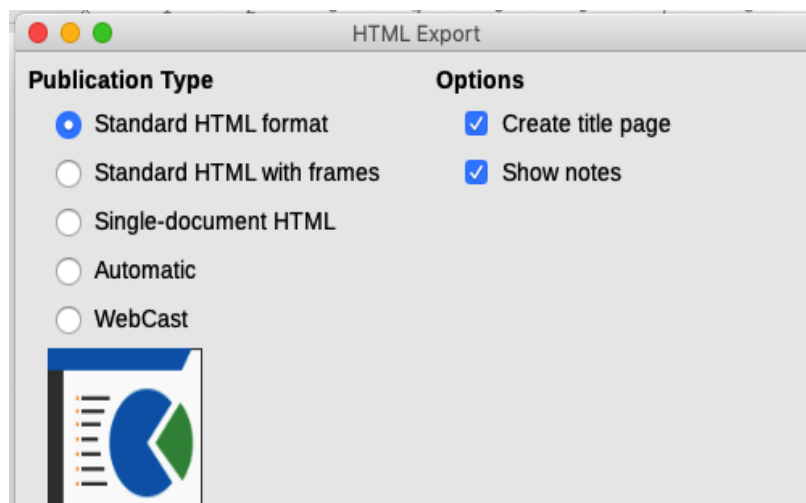 HTML Export
Publication Type
Standard HTML format
Standard HTML with frames
Single-document HTML
Automatic
WebCast
Options
Create title page
Show notes